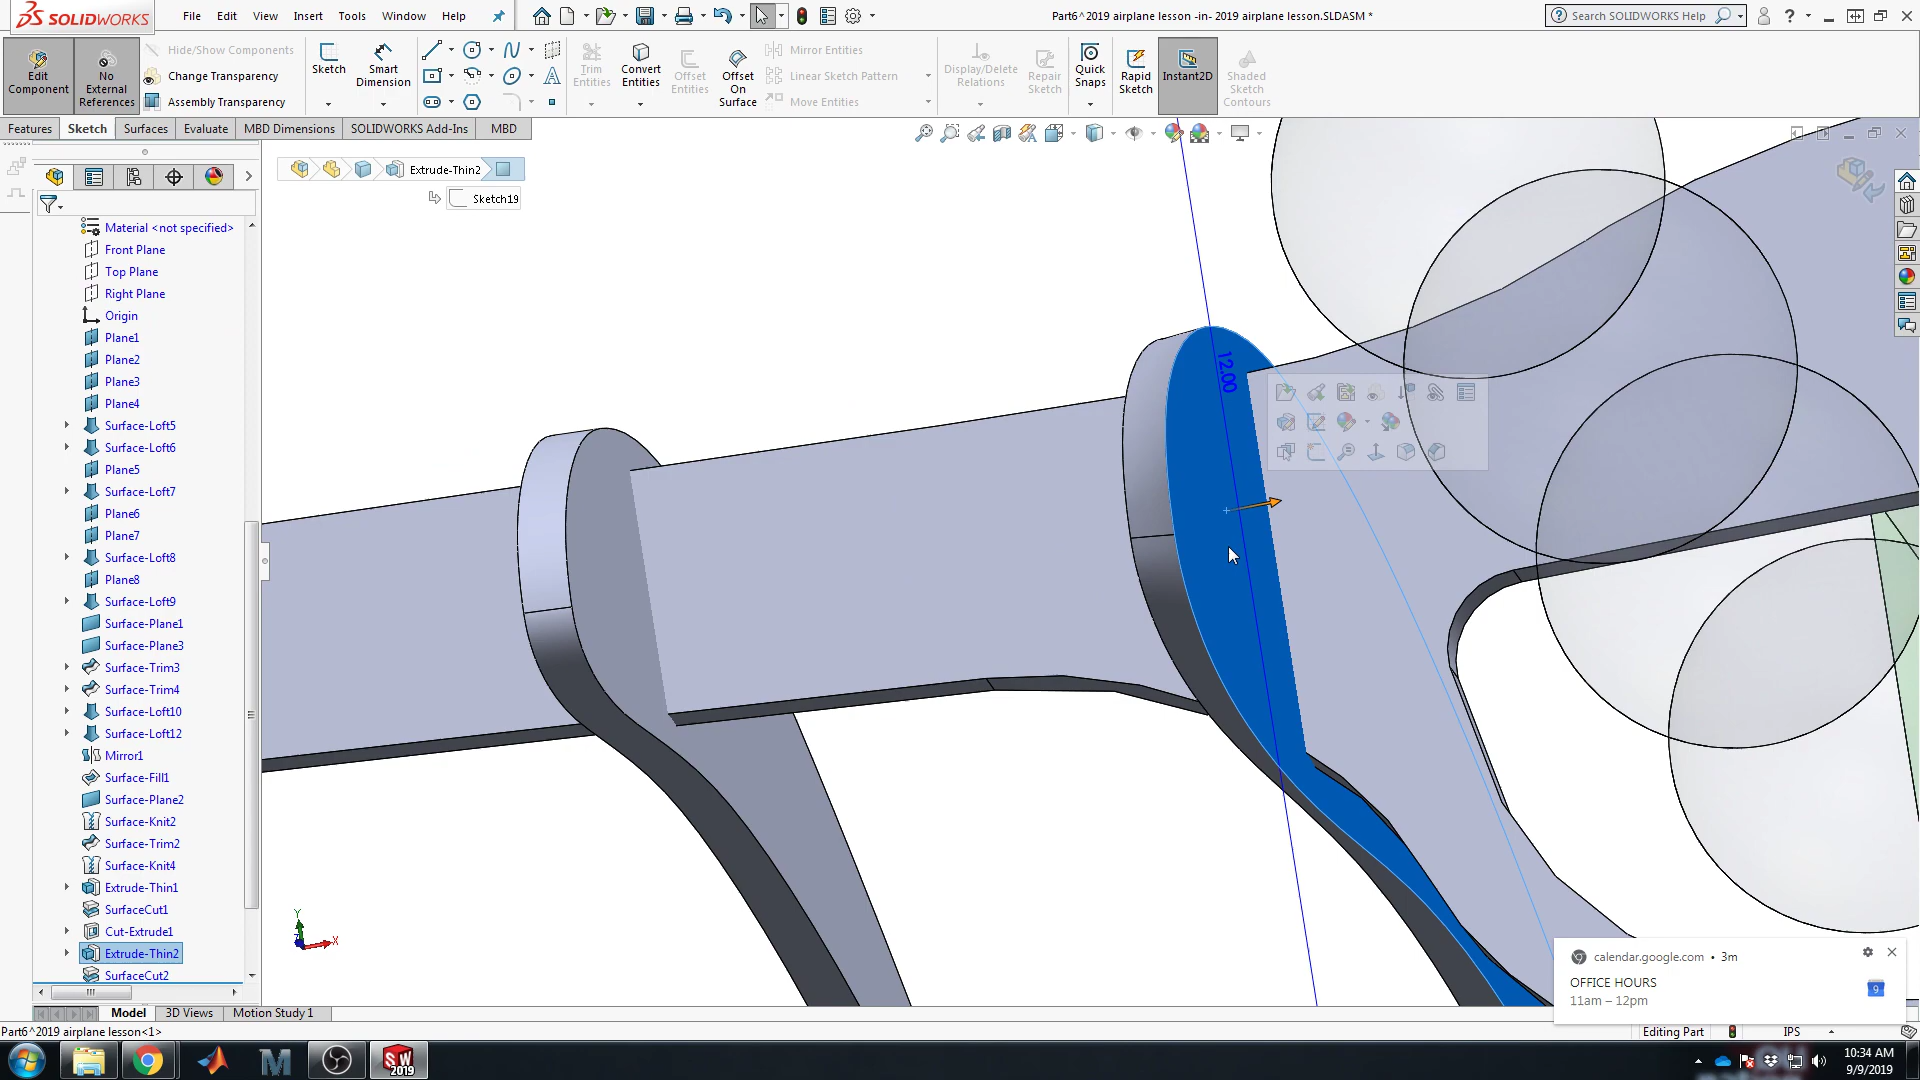 SOLIDWORKS
File
Edit
View
Insert
Tools
Window
Help
Part6^2019 airplane lesson -in- 2019 airplane lesson.SLDASM *
Search SOLIDWORKS Help
Edit
Component
No
External
References
Hide/Show Components
Change Transparency
Assembly Transparency
Sketch
Smart
Dimension
Trim
Entities
Convert
Entities
Offset
Entities
Offset
On
Surface
Mirror Entities
Linear Sketch Pattern
Move Entities
Display/Delete
Relations
Repair
Sketch
Quick
Snaps
Rapid
Sketch
Instant2D
Shaded
Sketch
Contours
Features
Sketch
Surfaces
Evaluate
MBD Dimensions
SOLIDWORKS Add-Ins
MBD
Extrude-Thin2
Sketch19
Material <not specified>
Front Plane
Top Plane
Right Plane
Origin
Plane1
Plane2
Plane3
Plane4
Surface-Loft5
Surface-Loft6
Plane5
Surface-Loft7
Plane6
Plane7
Surface-Loft8
Plane8
Surface-Loft9
Surface-Plane1
Surface-Plane3
Surface-Trim3
Surface-Trim4
Surface-Loft10
Surface-Loft12
Mirror1
Surface-Fill1
Surface-Plane2
Surface-Knit2
Surface-Trim2
Surface-Knit4
Extrude-Thin1
SurfaceCut1
Cut-Extrude1
Extrude-Thin2
SurfaceCut2
12.00
Y
X
calendar.google.com • 3m
OFFICE HOURS
11am – 12pm
9
Model
3D Views
Motion Study 1
Part6^2019 airplane lesson<1>
Editing Part
IPS
SW
2019
10:34 AM
9/9/2019